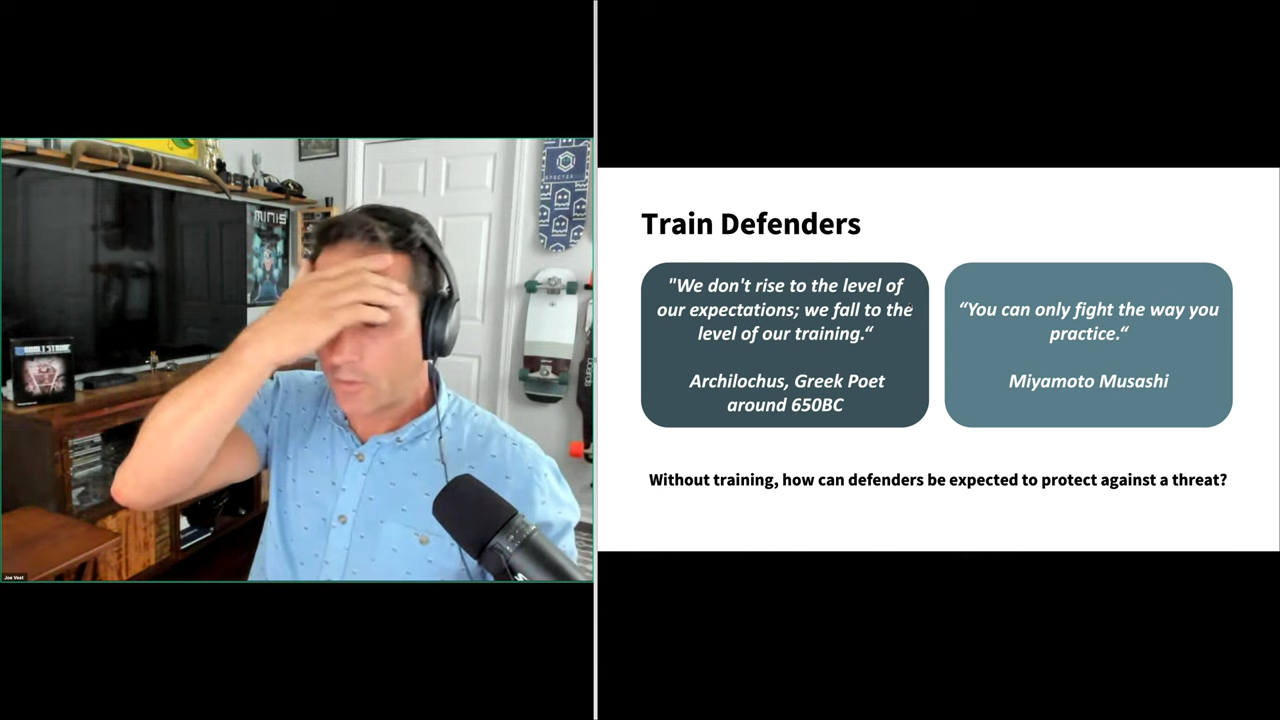 SPECTER
MINIS
Joe Vest
Train Defenders
"We don't rise to the level of
our expectations; we fall to the
level of our training.“
Archilochus, Greek Poet
around 650BC
“You can only fight the way you
practice.“
Miyamoto Musashi
Without training, how can defenders be expected to protect against a threat?